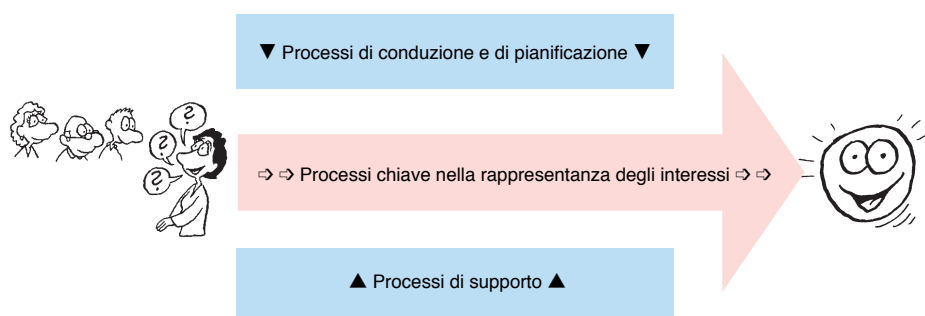 ▼ Processi di conduzione e di pianificazione ▼
?
?
?
➩ ➩ Processi chiave nella rappresentanza degli interessi ➩ ➩
▲ Processi di supporto ▲